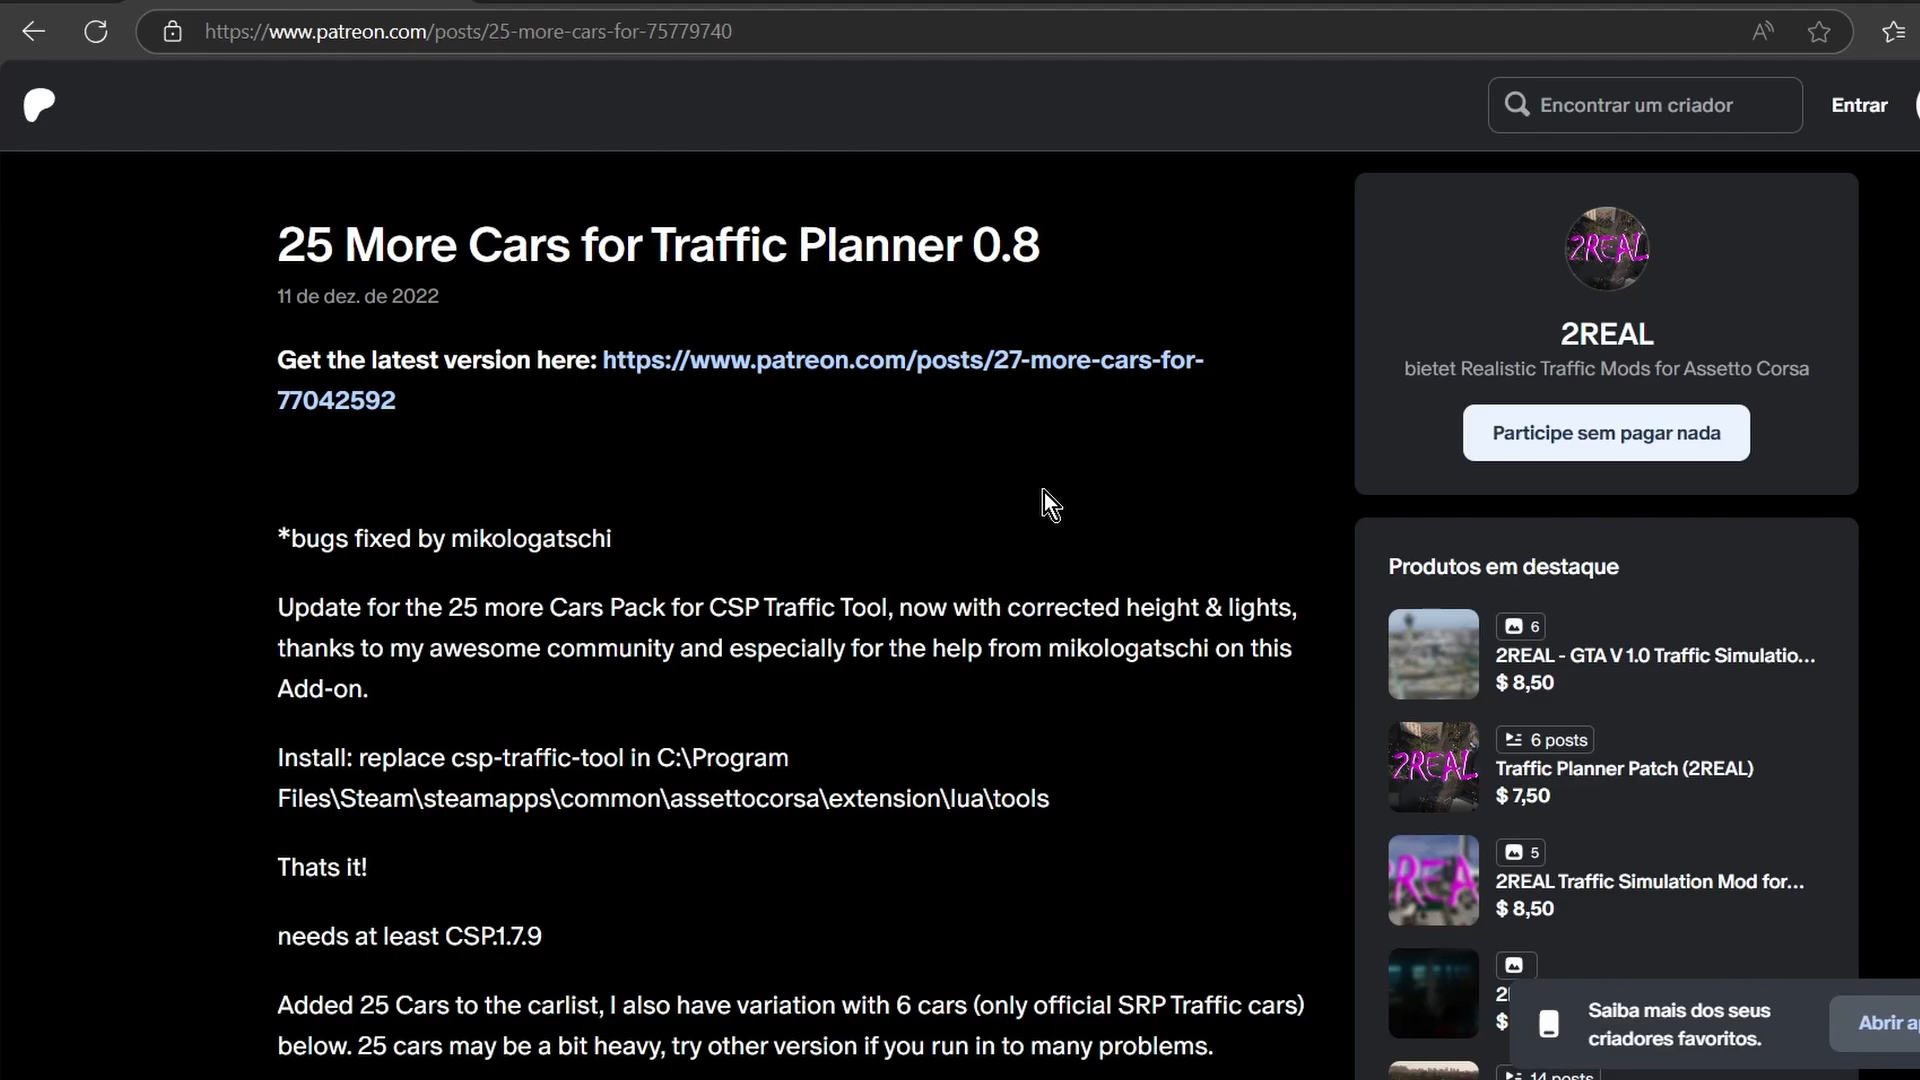 https://www.patreon.com/posts/25-more-cars-for-75779740
Encontrar um criador
Entrar
25 More Cars for Traffic Planner 0.8
11 de dez. de 2022
Get the latest version here: https://www.patreon.com/posts/27-more-cars-for-
77042592
*bugs fixed by mikologatschi
Update for the 25 more Cars Pack for CSP Traffic Tool, now with corrected height & lights,
thanks to my awesome community and especially for the help from mikologatschi on this
Add-on.
Install: replace csp-traffic-tool in C:\Program
Files\Steam\steamapps\common\assettocorsa\extension\lua\tools
Thats it!
needs at least CSP.1.7.9
Added 25 Cars to the carlist, I also have variation with 6 cars (only official SRP Traffic cars)
below. 25 cars may be a bit heavy, try other version if you run in to many problems.
2REAL
2REAL
bietet Realistic Traffic Mods for Assetto Corsa
Participe sem pagar nada
Produtos em destaque
6
2REAL - GTA V 1.0 Traffic Simulatio...
$ 8,50
2REAL
6 posts
Traffic Planner Patch (2REAL)
$ 7,50
REA
5
2REAL Traffic Simulation Mod for...
$ 8,50
$
Saiba mais dos seus
criadores favoritos.
Abrir
14 posts